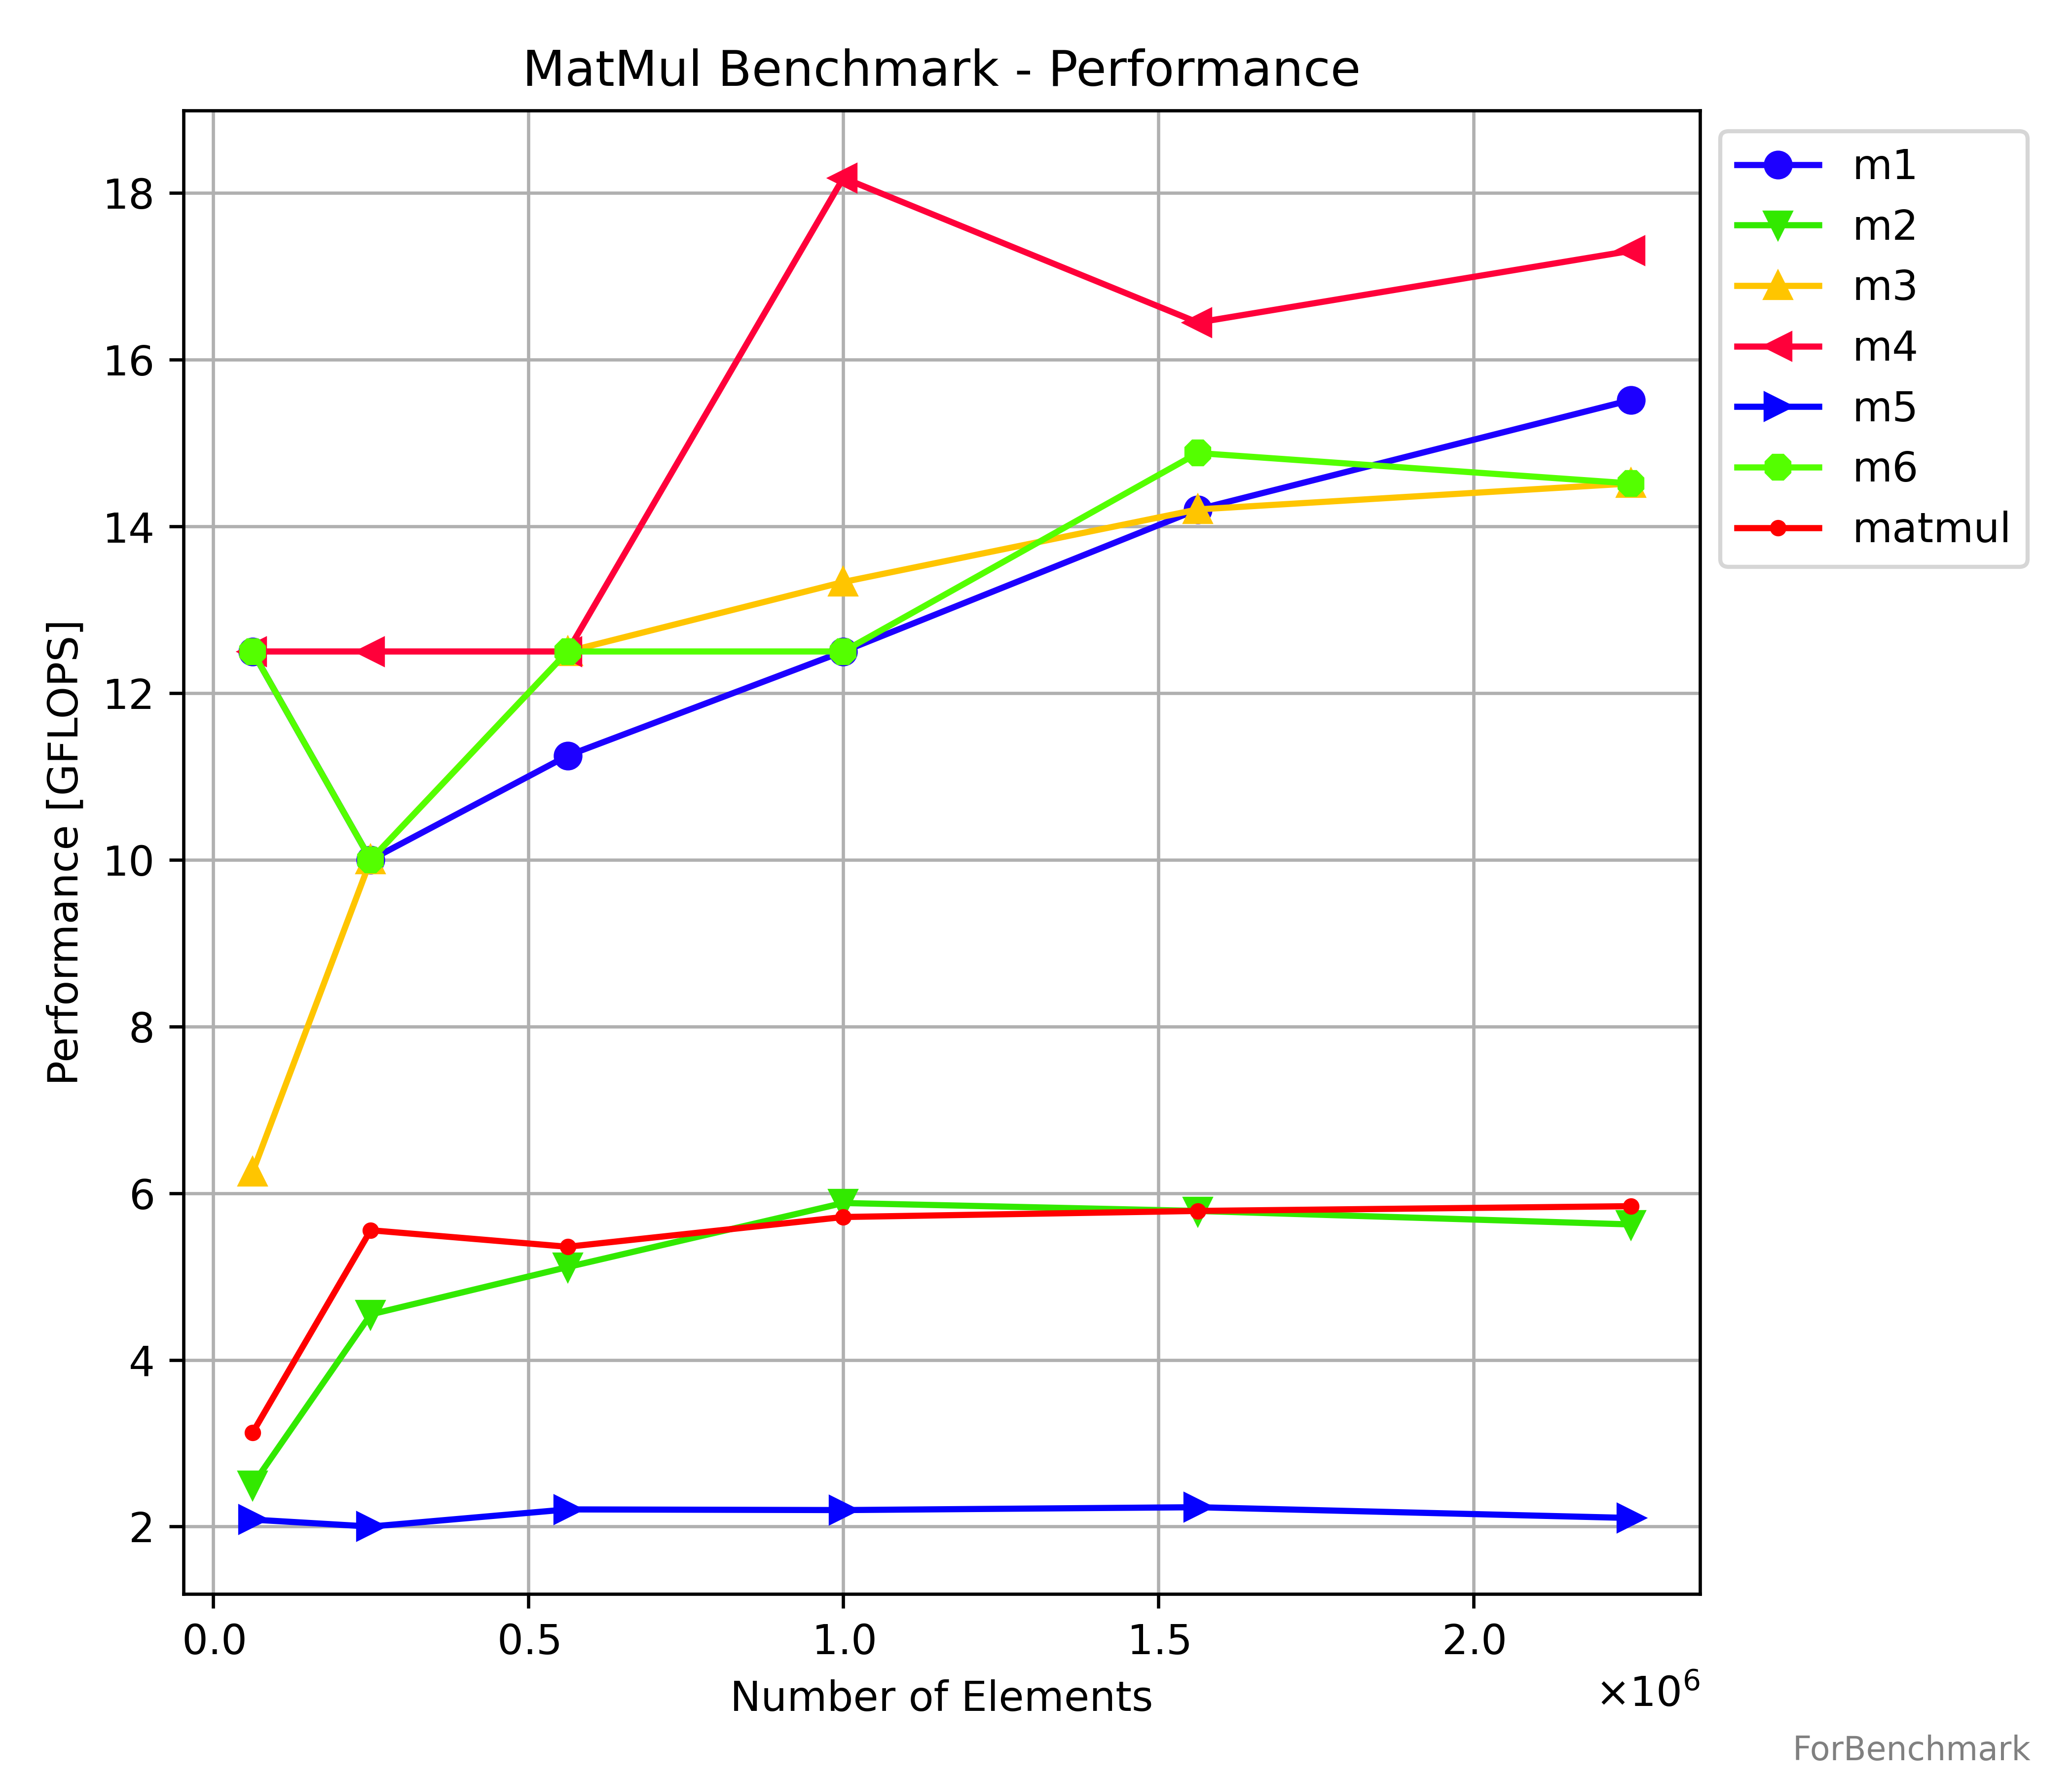 MatMul Benchmark - Performance
18
16
14
12
10
8
6
4
2
Performance [GFLOPS]
0.0 0.5 1.0 1.5 2.0
Number of Elements
×10⁶
m1
m2
m3
m4
m5
m6
matmul
ForBenchmark